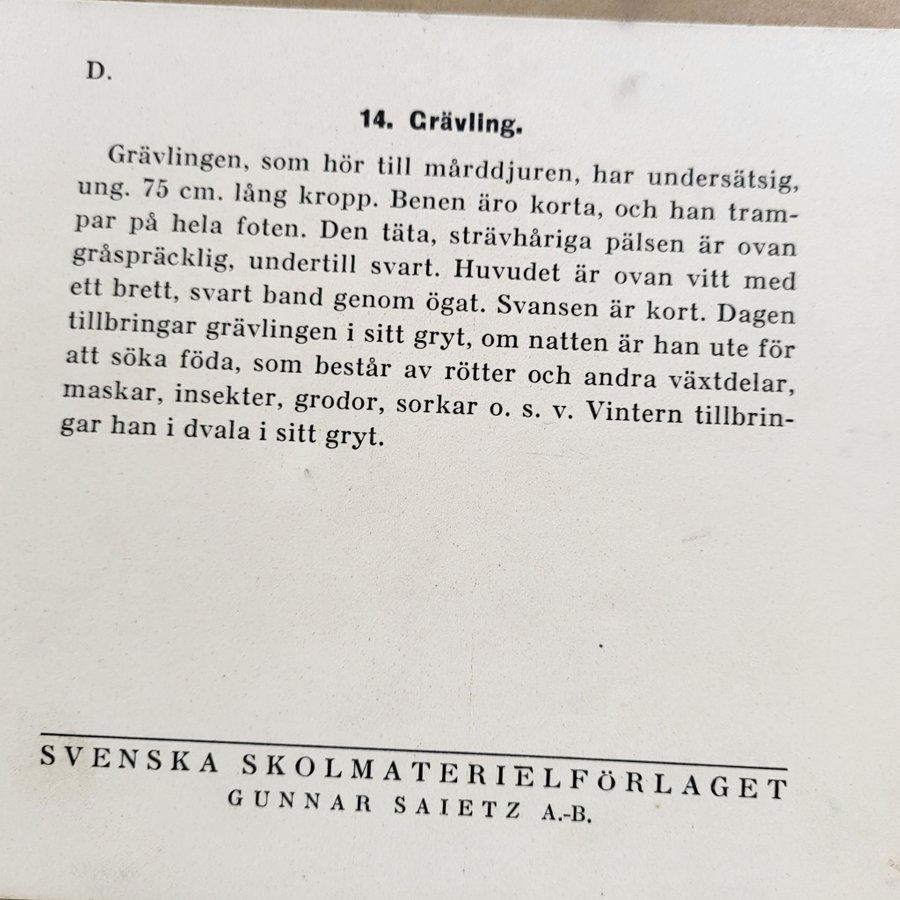 D.
14. Grävling.
Grävlingen, som hör till mårddjuren, har undersätsig,
ung. 75 cm. lång kropp. Benen äro korta, och han tram-
par på hela foten. Den täta, strävhåriga pälsen är ovan
gråspräcklig, undertill svart. Huvudet är ovan vitt med
ett brett, svart band genom ögat. Svansen är kort. Dagen
tillbringar grävlingen i sitt gryt, om natten är han ute för
att söka föda, som består av rötter och andra växtdelar,
maskar, insekter, grodor, sorkar o. s. v. Vintern tillbrin-
gar han i dvala i sitt gryt.
SVENSKA SKOLMATERIELFÖRLAGET
GUNNAR SAIETZ A.-B.